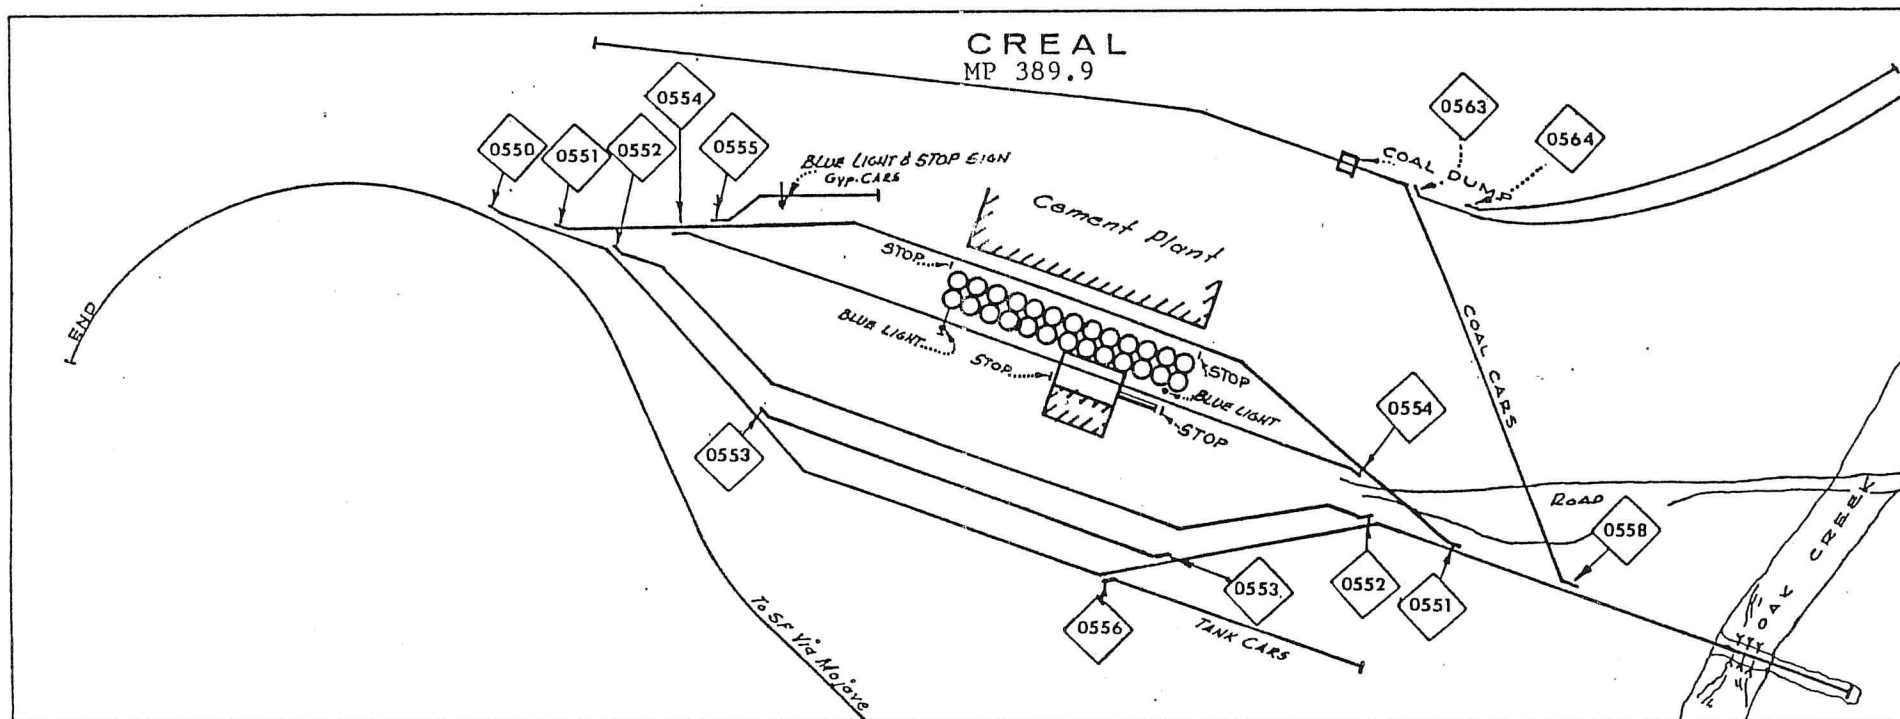 CREAL
MP 389.9
0554
0563
0564
0550
0551
0552
0555
BLUE LIGHT & STOP SIGN
GYP. CARS
COAL DUMP
Cement Plant
STOP
END
BLUE LIGHT
STOP
STOP
BLUE LIGHT
STOP
COAL CARS
0554
0553
ROAD
0558
OAK CREEK
0553
0552
0551
0556
TANK CARS
To SF Via Mojave